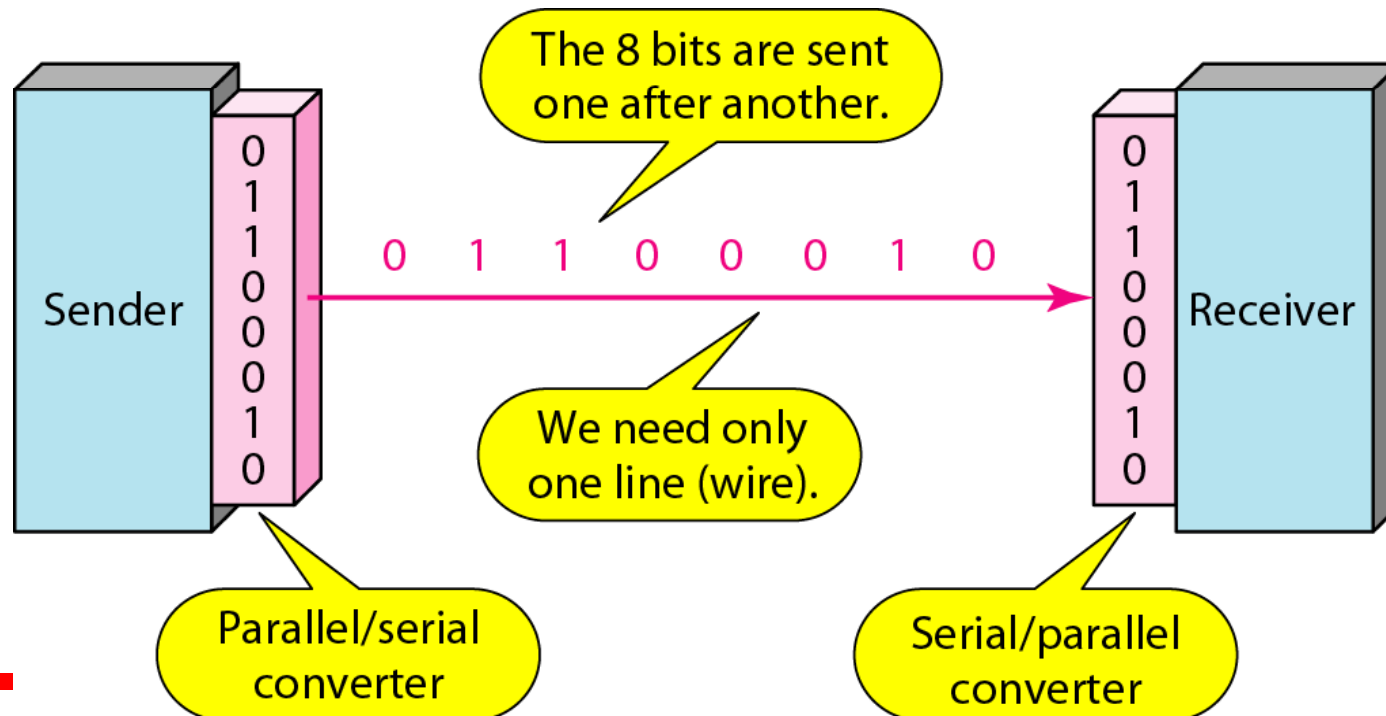 The 8 bits are sent
one after another.
Sender
0
1
1
0
0
0
1
0
0 1 1 0 0 0 1 0
0
1
1
0
0
0
1
0
Receiver
We need only
one line (wire).
Parallel/serial
converter
Serial/parallel
converter